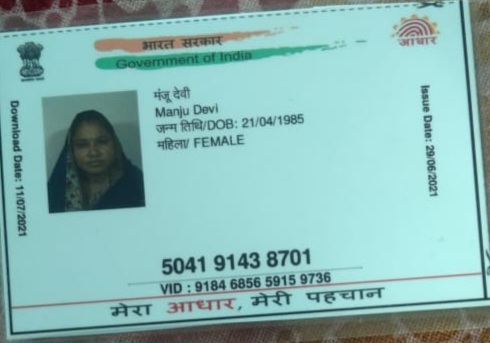 भारत सरकार
Government of India
आधार
Download Date: 11/07/2021
मंजू देवी
Manju Devi
जन्म तिथि/DOB: 21/04/1985
महिला/ FEMALE
Issue Date: 29/06/2021
5041 9143 8701
VID : 9184 6856 5915 9736
मेरा आधार, मेरी पहचान